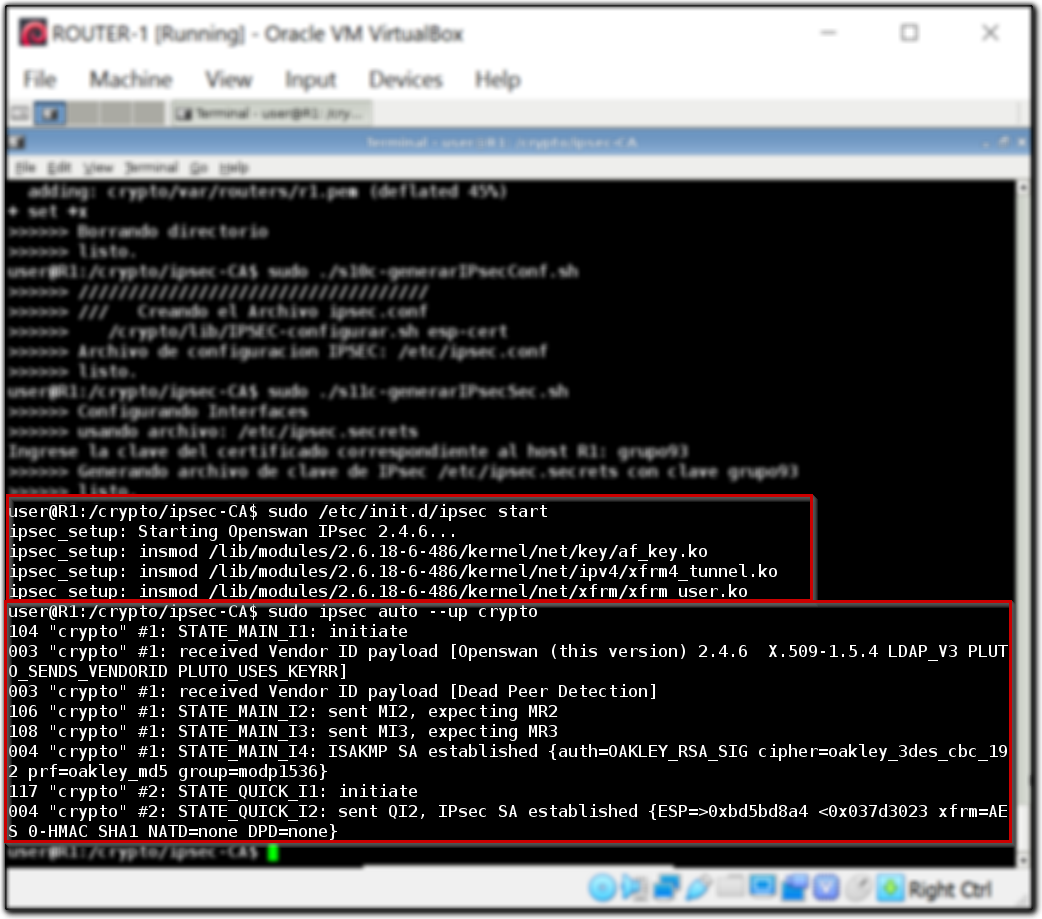 ROUTER-1 [Running] - Oracle VM VirtualBox
File Machine View Input Devices Help
Terminal - user@R1: /cry...
Terminal - user@R1: /crypto/ipsec-CA
File Edit View Terminal Go Help
adding: crypto/var/routers/r1.pem (deflated 45%)
+ set +x
>>>>>> Borrando directorio
>>>>>> listo.
user@R1:/crypto/ipsec-CA$ sudo ./s10c-generarIPsecConf.sh
>>>>>> ///////////////////////////////////
>>>>>> ///   Creando el Archivo ipsec.conf
>>>>>>    /crypto/lib/IPSEC-configurar.sh esp-cert
>>>>>> Archivo de configuracion IPSEC: /etc/ipsec.conf
>>>>>> listo.
user@R1:/crypto/ipsec-CA$ sudo ./s11c-generarIPsecSec.sh
>>>>>> Configurando Interfaces
>>>>>> usando archivo: /etc/ipsec.secrets
Ingrese la clave del certificado correspondiente al host R1: grupo93
>>>>>> Generando archivo de clave de IPsec /etc/ipsec.secrets con clave grupo93
>>>>>> listo.
user@R1:/crypto/ipsec-CA$ sudo /etc/init.d/ipsec start
ipsec_setup: Starting Openswan IPsec 2.4.6...
ipsec_setup: insmod /lib/modules/2.6.18-6-486/kernel/net/key/af_key.ko
ipsec_setup: insmod /lib/modules/2.6.18-6-486/kernel/net/ipv4/xfrm4_tunnel.ko
ipsec_setup: insmod /lib/modules/2.6.18-6-486/kernel/net/xfrm/xfrm_user.ko
user@R1:/crypto/ipsec-CA$ sudo ipsec auto --up crypto
104 "crypto" #1: STATE_MAIN_I1: initiate
003 "crypto" #1: received Vendor ID payload [Openswan (this version) 2.4.6  X.509-1.5.4 LDAP_V3 PLUT
O_SENDS_VENDORID PLUTO_USES_KEYRR]
003 "crypto" #1: received Vendor ID payload [Dead Peer Detection]
106 "crypto" #1: STATE_MAIN_I2: sent MI2, expecting MR2
108 "crypto" #1: STATE_MAIN_I3: sent MI3, expecting MR3
004 "crypto" #1: STATE_MAIN_I4: ISAKMP SA established {auth=OAKLEY_RSA_SIG cipher=oakley_3des_cbc_19
2 prf=oakley_md5 group=modp1536}
117 "crypto" #2: STATE_QUICK_I1: initiate
004 "crypto" #2: STATE_QUICK_I2: sent QI2, IPsec SA established {ESP=>0xbd5bd8a4 <0x037d3023 xfrm=AE
S_0-HMAC_SHA1 NATD=none DPD=none}
user@R1:/crypto/ipsec-CA$
Right Ctrl